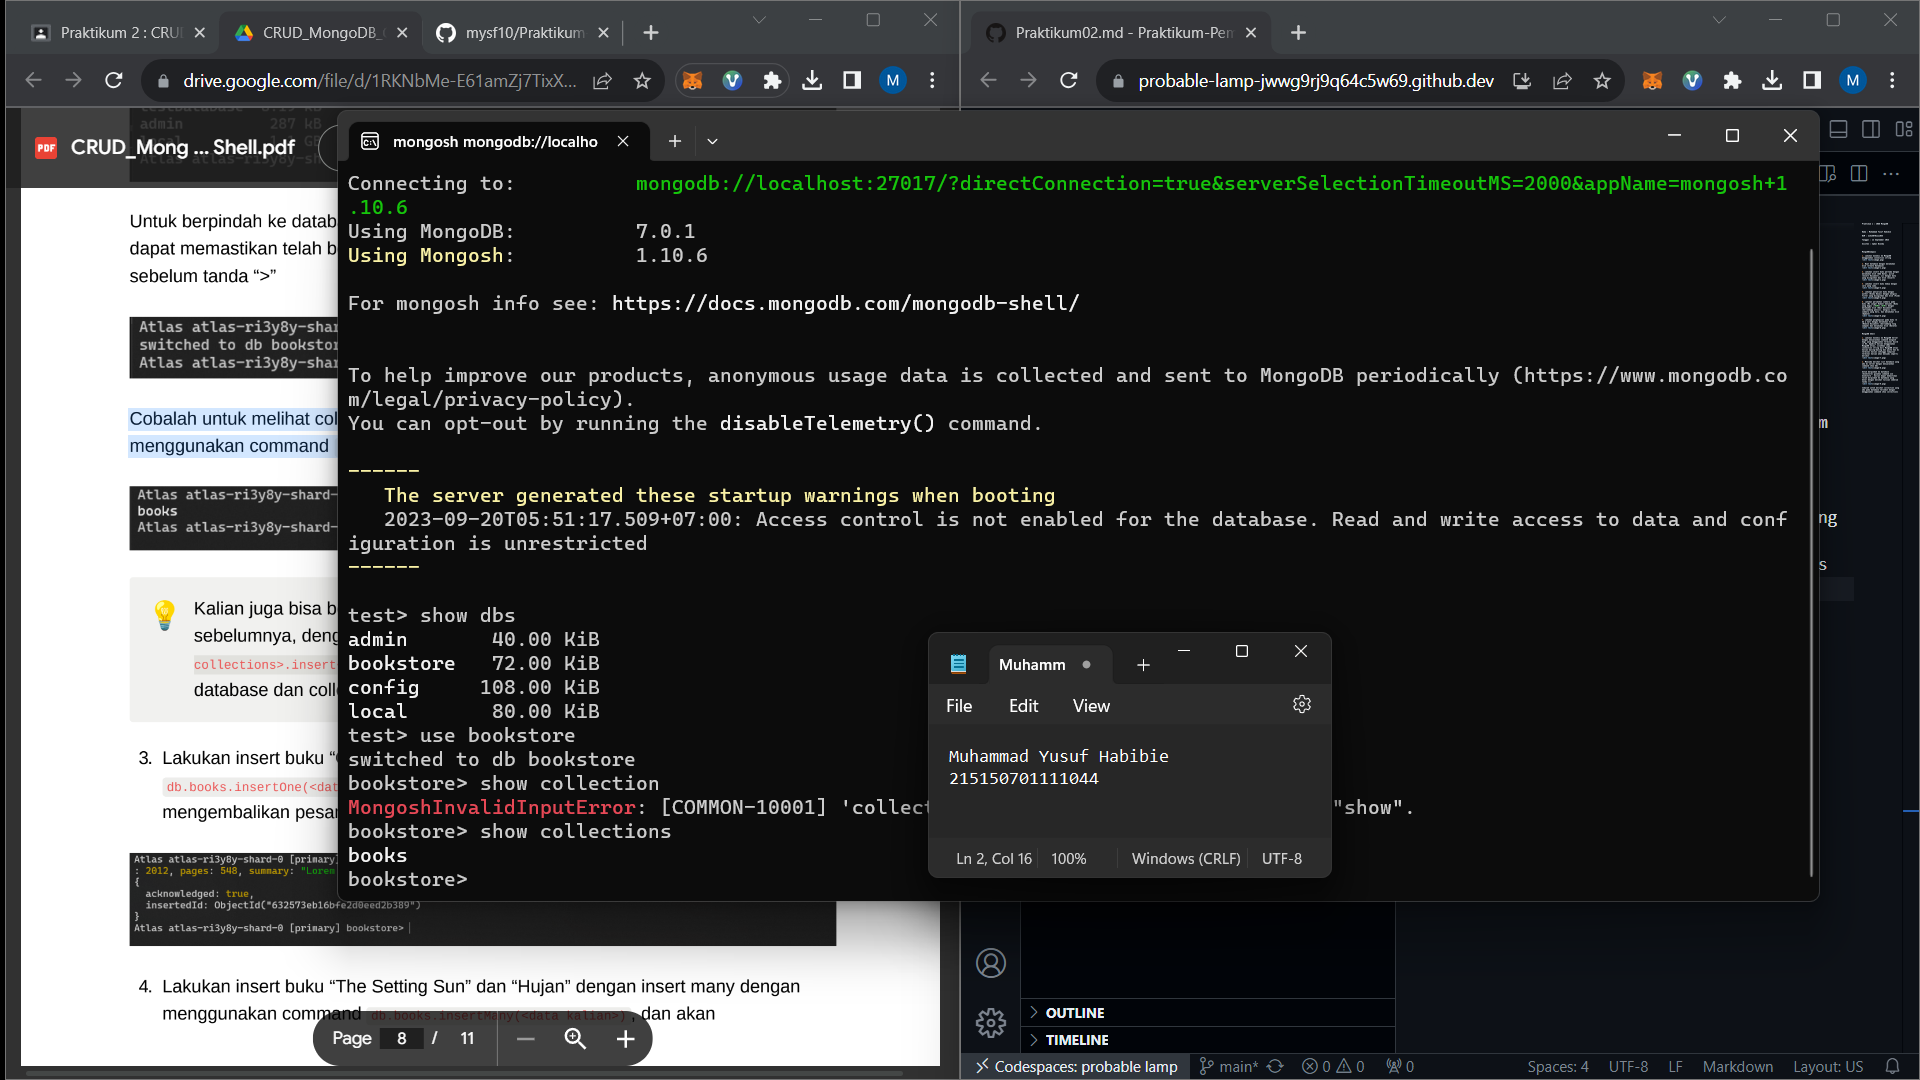 Praktikum 2 : CRU
CRUD_MongoDB_
mysf10/Praktikum
drive.google.com/file/d/1RKNbMe-E61amZj7TixX...
M
Praktikum02.md - Praktikum-Pem
probable-lamp-jwwg9rj9q64c5w69.github.dev
M
admin 287 kB
PDF
CRUD_Mong ... Shell.pdf
Untuk berpindah ke datab
dapat memastikan telah b
sebelum tanda “>”
Atlas atlas-ri3y8y-shar
switched to db bookstor
Atlas atlas-ri3y8y-shar
Cobalah untuk melihat col
menggunakan command
Atlas atlas-ri3y8y-shard-
books
Atlas atlas-ri3y8y-shard-
Kalian juga bisa b
sebelumnya, deng
collections>.insert
database dan coll
3. Lakukan insert buku “
db.books.insertOne(<dat
mengembalikan pesan
Atlas atlas-ri3y8y-shard-0 [primary]
: 2012, pages: 548, summary: "Lorem
{
acknowledged: true,
insertedId: ObjectId("632573eb16bfe2d0eed2b389")
}
Atlas atlas-ri3y8y-shard-0 [primary] bookstore>
4. Lakukan insert buku “The Setting Sun” dan “Hujan” dengan insert many dengan
menggunakan command db.books.insertMany(<data kalian>) , dan akan
Page 8 / 11
mongosh mongodb://localho
Connecting to: mongodb://localhost:27017/?directConnection=true&serverSelectionTimeoutMS=2000&appName=mongosh+1
.10.6
Using MongoDB: 7.0.1
Using Mongosh: 1.10.6
For mongosh info see: https://docs.mongodb.com/mongodb-shell/
To help improve our products, anonymous usage data is collected and sent to MongoDB periodically (https://www.mongodb.co
m/legal/privacy-policy).
You can opt-out by running the disableTelemetry() command.
------
The server generated these startup warnings when booting
2023-09-20T05:51:17.509+07:00: Access control is not enabled for the database. Read and write access to data and conf
iguration is unrestricted
------
test> show dbs
admin 40.00 KiB
bookstore 72.00 KiB
config 108.00 KiB
local 80.00 KiB
test> use bookstore
switched to db bookstore
bookstore> show collection
MongoshInvalidInputError: [COMMON-10001] 'collect "show".
bookstore> show collections
books
bookstore>
Muhamm
File Edit View
Muhammad Yusuf Habibie
215150701111044
Ln 2, Col 16 100% Windows (CRLF) UTF-8
m
ng
s
OUTLINE
TIMELINE
Codespaces: probable lamp main* 0 0 0 Spaces: 4 UTF-8 LF Markdown Layout: US